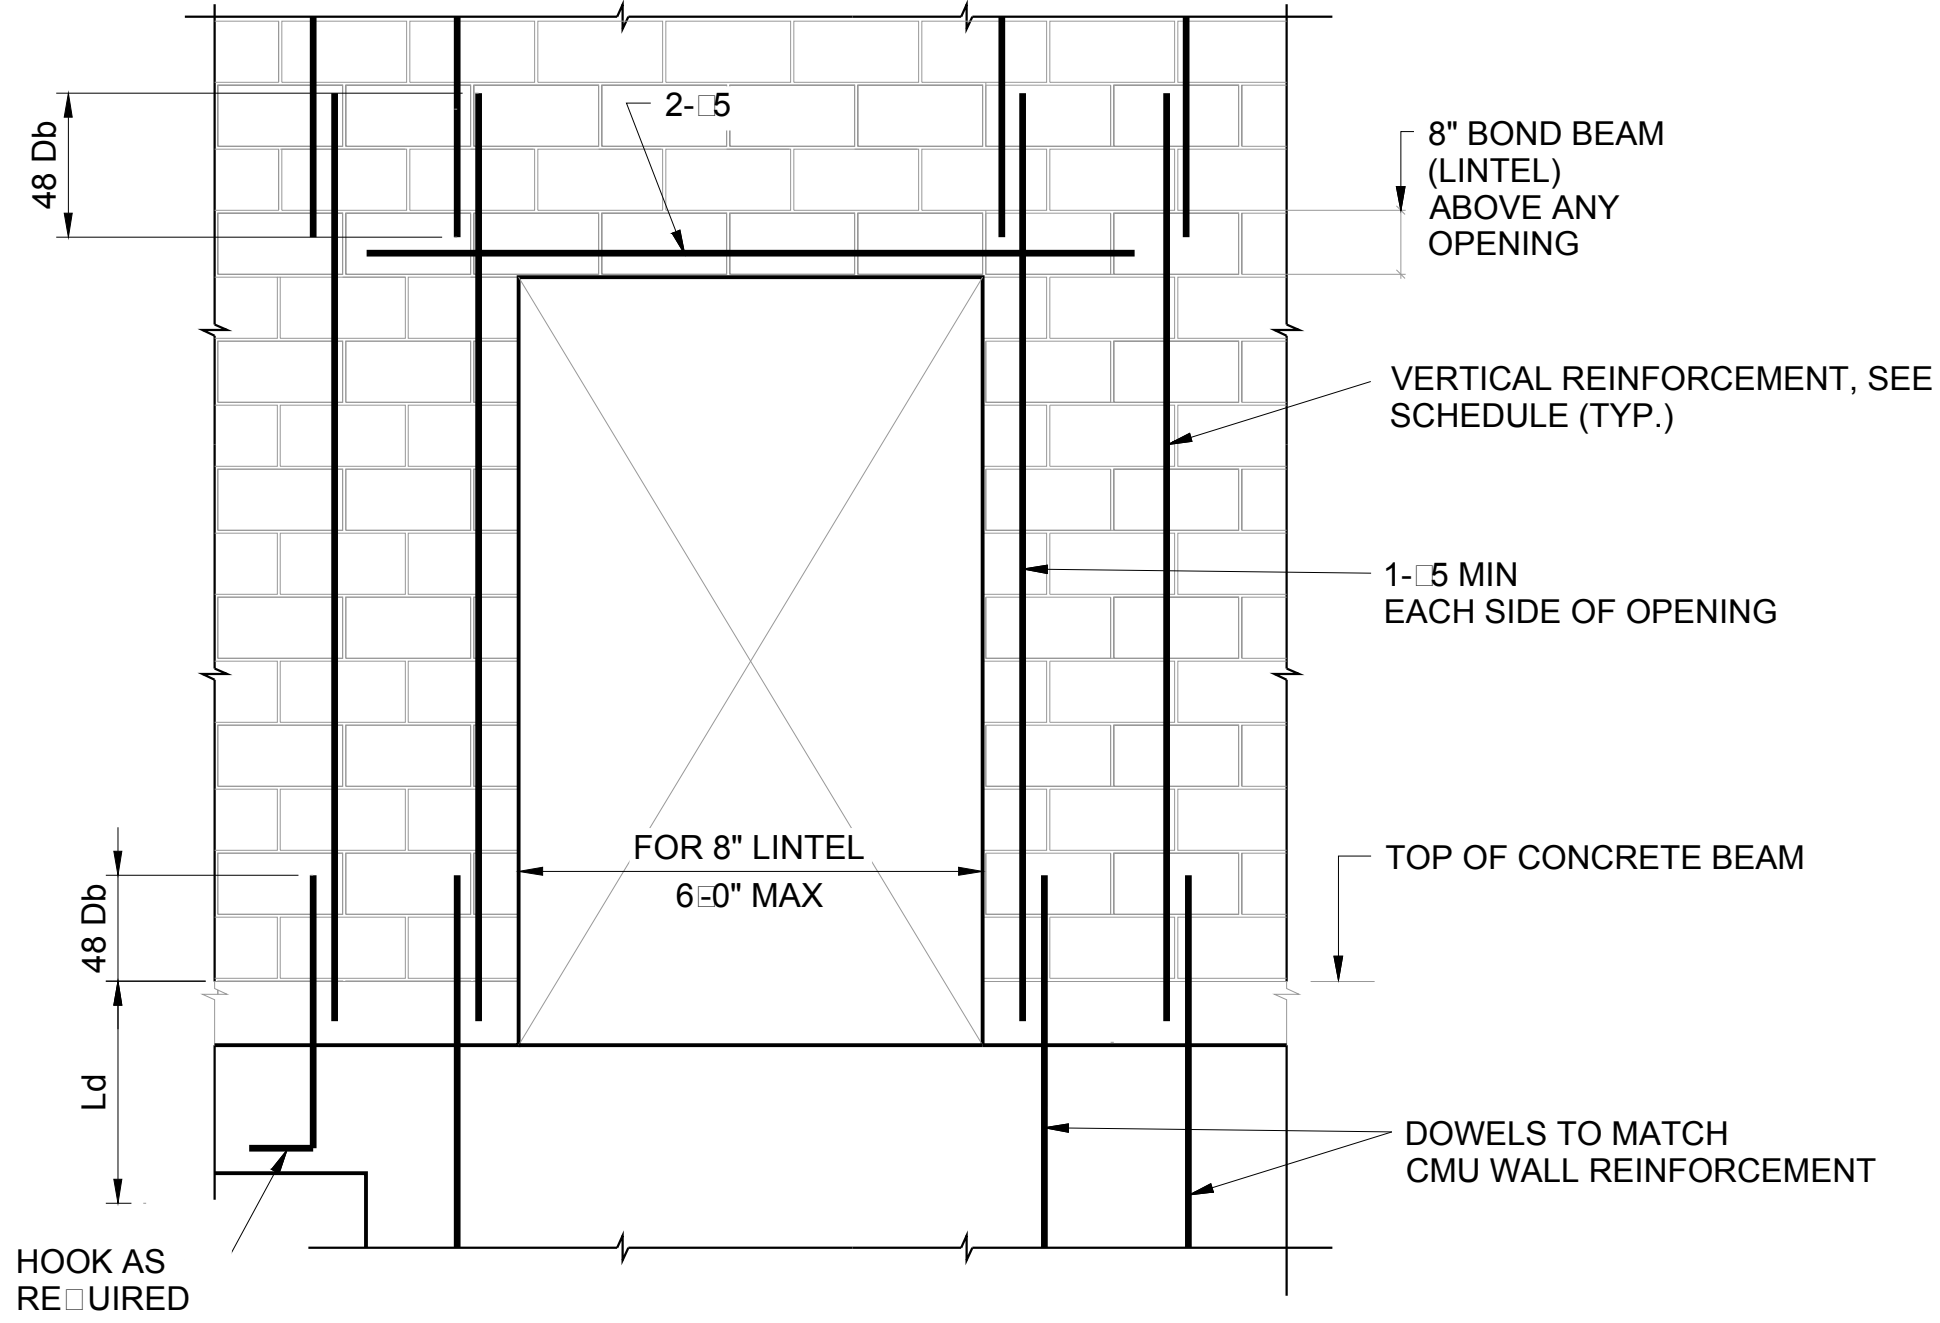 2-□5
48 Db
8" BOND BEAM
(LINTEL)
ABOVE ANY
OPENING
VERTICAL REINFORCEMENT, SEE
SCHEDULE (TYP.)
1-□5 MIN
EACH SIDE OF OPENING
FOR 8" LINTEL
6□-0" MAX
TOP OF CONCRETE BEAM
48 Db
Ld
DOWELS TO MATCH
CMU WALL REINFORCEMENT
HOOK AS
RE□UIRED